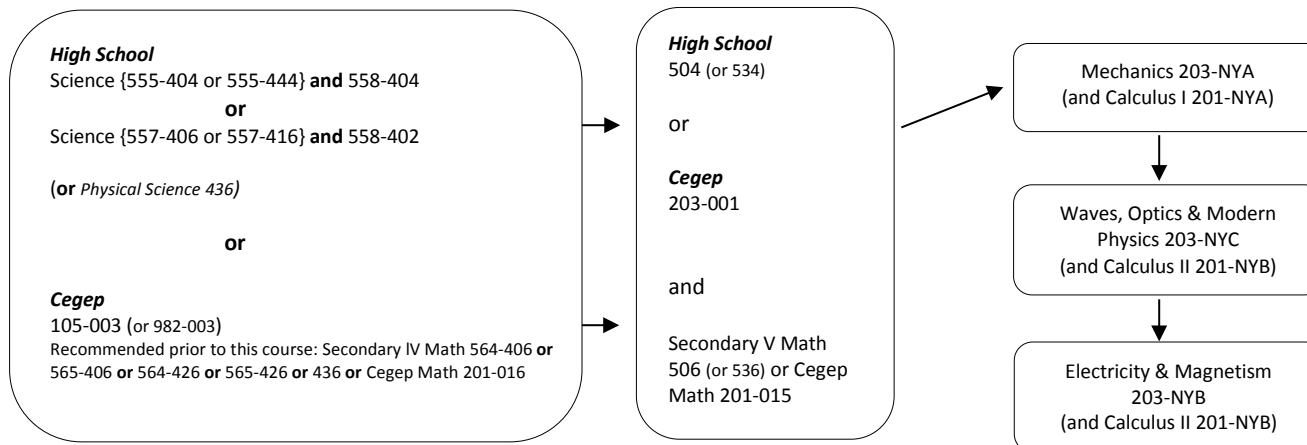 High School
Science {555-404 or 555-444} and 558-404
or
Science {557-406 or 557-416} and 558-402
(or Physical Science 436)
or
Cegep
105-003 (or 982-003)
Recommended prior to this course: Secondary lV Math 564-406 or
565-406 or 564-426 or 565-426 or 436 or Cegep Math 201-016
High School
504 (or 534)
or
Cegep
203-001
and
Secondary V Math
506 (or 536) or Cegep
Math 201-015
Mechanics 203-NYA
(and Calculus I 201-NYA)
Waves, Optics & Modern
Physics 203-NYC
(and Calculus II 201-NYB)
Electricity & Magnetism
203-NYB
(and Calculus II 201-NYB)